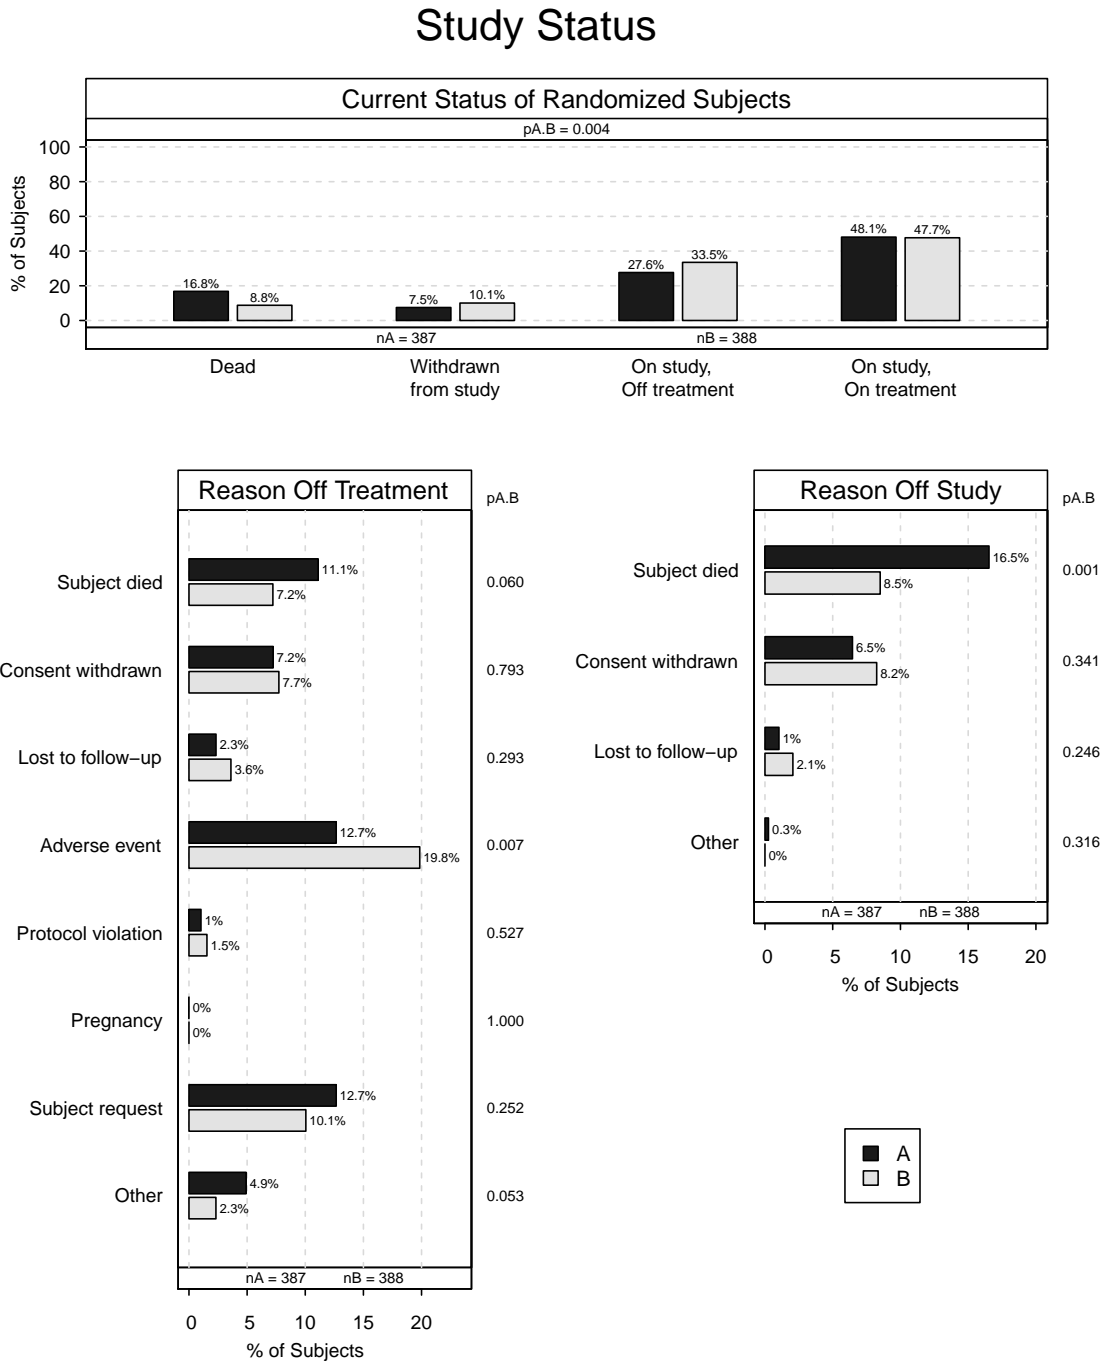 Study Status
Current Status of Randomized Subjects
pA.B = 0.004
% of Subjects
100
80
60
40
20
0
16.8%
8.8%
7.5%
10.1%
27.6%
33.5%
48.1%
47.7%
nA = 387 nB = 388
Dead
Withdrawn
from study
On study,
Off treatment
On study,
On treatment
Reason Off Treatment
pA.B
Subject died
11.1%
7.2%
0.060
Consent withdrawn
7.2%
7.7%
0.793
Lost to follow−up
2.3%
3.6%
0.293
Adverse event
12.7%
19.8%
0.007
Protocol violation
1%
1.5%
0.527
Pregnancy
0%
0%
1.000
Subject request
12.7%
10.1%
0.252
Other
4.9%
2.3%
0.053
nA = 387 nB = 388
0 5 10 15 20
% of Subjects
Reason Off Study
pA.B
Subject died
16.5%
8.5%
0.001
Consent withdrawn
6.5%
8.2%
0.341
Lost to follow−up
1%
2.1%
0.246
Other
0.3%
0%
0.316
nA = 387 nB = 388
0 5 10 15 20
% of Subjects
A
B